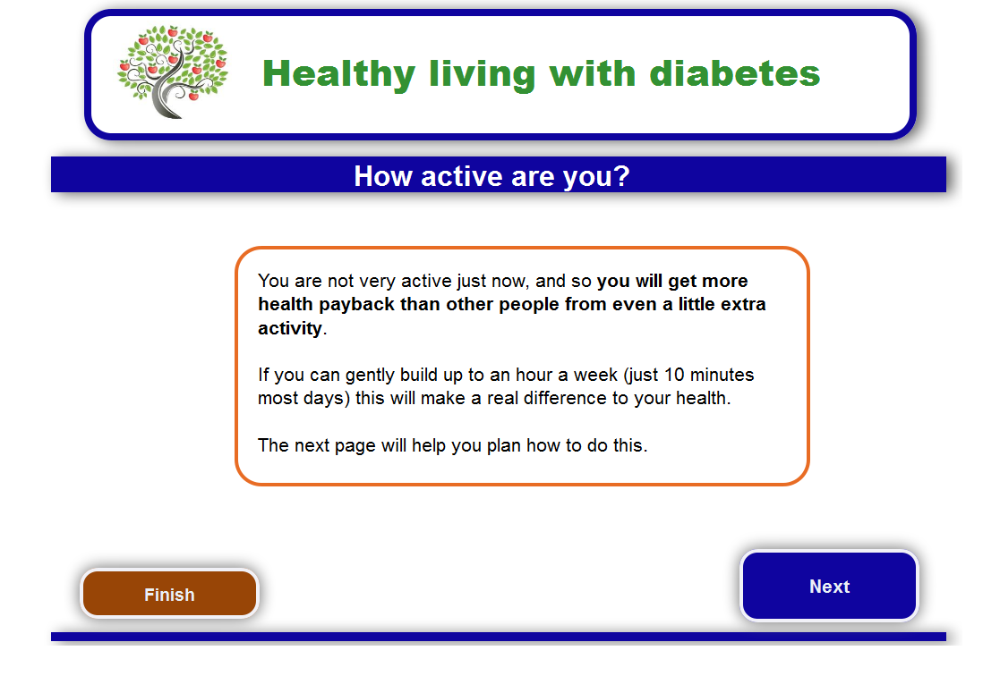 Healthy living with diabetes
How active are you?
You are not very active just now, and so you will get more
health payback than other people from even a little extra
activity.
If you can gently build up to an hour a week (just 10 minutes
most days) this will make a real difference to your health.
The next page will help you plan how to do this.
Finish
Next